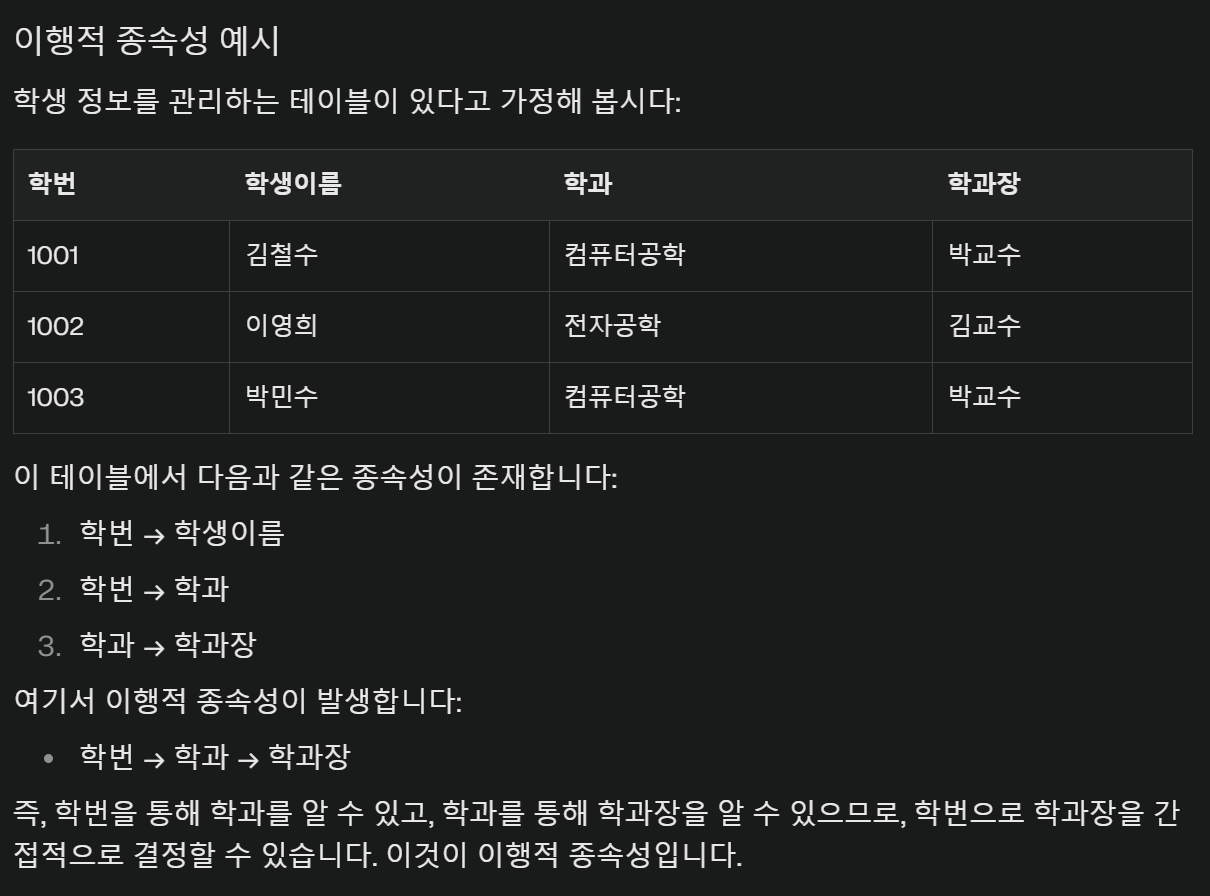 이행적 종속성 예시
학생 정보를 관리하는 테이블이 있다고 가정해 봅시다:
학번 학생이름 학과 학과장
1001 김철수 컴퓨터공학 박교수
1002 이영희 전자공학 김교수
1003 박민수 컴퓨터공학 박교수
이 테이블에서 다음과 같은 종속성이 존재합니다:
1. 학번 → 학생이름
2. 학번 → 학과
3. 학과 → 학과장
여기서 이행적 종속성이 발생합니다:
• 학번 → 학과 → 학과장
즉, 학번을 통해 학과를 알 수 있고, 학과를 통해 학과장을 알 수 있으므로, 학번으로 학과장을 간
접적으로 결정할 수 있습니다. 이것이 이행적 종속성입니다.